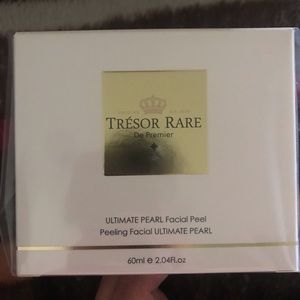 TRÉSOR RARE
De Premier
ULTIMATE PEARL Facial Peel
Peeling Facial ULTIMATE PEARL
60ml e 2.04Fl.oz